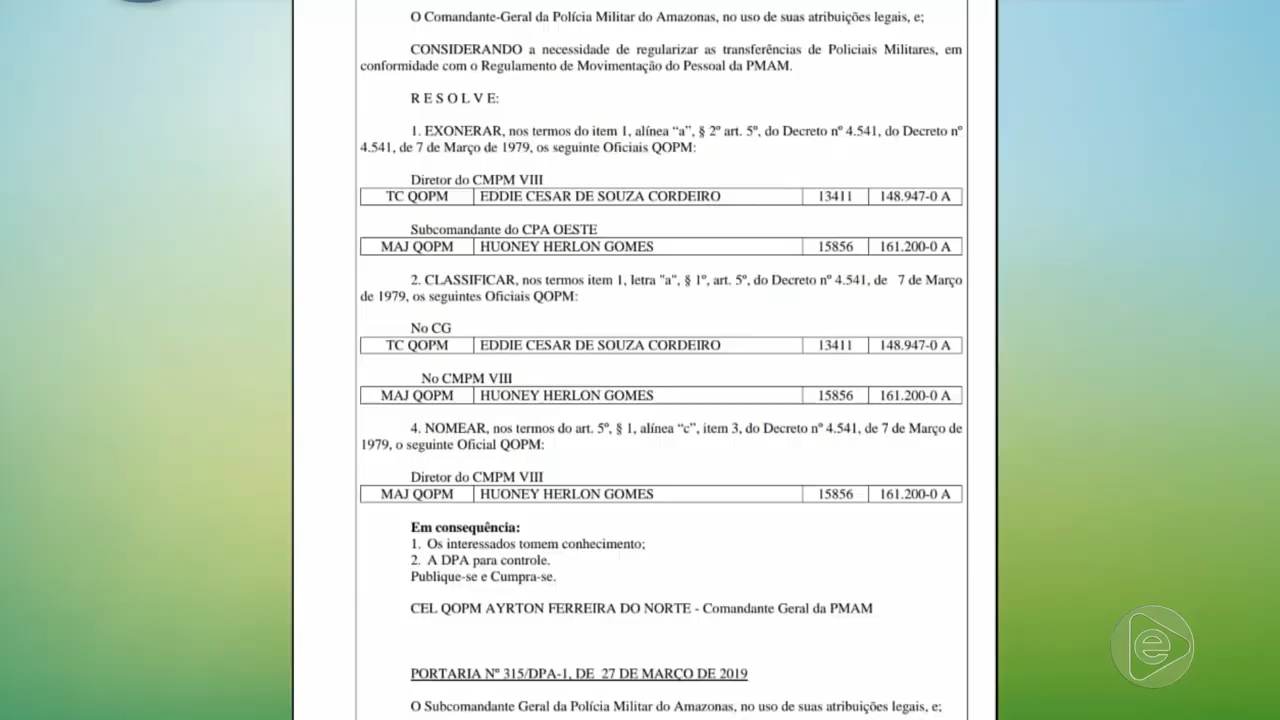 O Comandante-Geral da Polícia Militar do Amazonas, no uso de suas atribuições legais, e;
CONSIDERANDO a necessidade de regularizar as transferências de Policiais Militares, em
conformidade com o Regulamento de Movimentação do Pessoal da PMAM.
R E S O L V E:
1. EXONERAR, nos termos do item 1, alínea “a”, § 2º art. 5º, do Decreto nº 4.541, do Decreto nº
4.541, de 7 de Março de 1979, os seguinte Oficiais QOPM:
Diretor do CMPM VIII
TC QOPM EDDIE CESAR DE SOUZA CORDEIRO 13411 148.947-0 A
Subcomandante do CPA OESTE
MAJ QOPM HUONEY HERLON GOMES 15856 161.200-0 A
2. CLASSIFICAR, nos termos item 1, letra "a", § 1º, art. 5º, do Decreto nº 4.541, de 7 de Março
de 1979, os seguintes Oficiais QOPM:
No CG
TC QOPM EDDIE CESAR DE SOUZA CORDEIRO 13411 148.947-0 A
No CMPM VIII
MAJ QOPM HUONEY HERLON GOMES 15856 161.200-0 A
4. NOMEAR, nos termos do art. 5º, § 1, alínea “c”, item 3, do Decreto nº 4.541, de 7 de Março de
1979, o seguinte Oficial QOPM:
Diretor do CMPM VIII
MAJ QOPM HUONEY HERLON GOMES 15856 161.200-0 A
Em consequência:
1. Os interessados tomem conhecimento;
2. A DPA para controle.
Publique-se e Cumpra-se.
CEL QOPM AYRTON FERREIRA DO NORTE - Comandante Geral da PMAM
PORTARIA Nº 315/DPA-1, DE 27 DE MARÇO DE 2019
O Subcomandante Geral da Polícia Militar do Amazonas, no uso de suas atribuições legais, e;
e